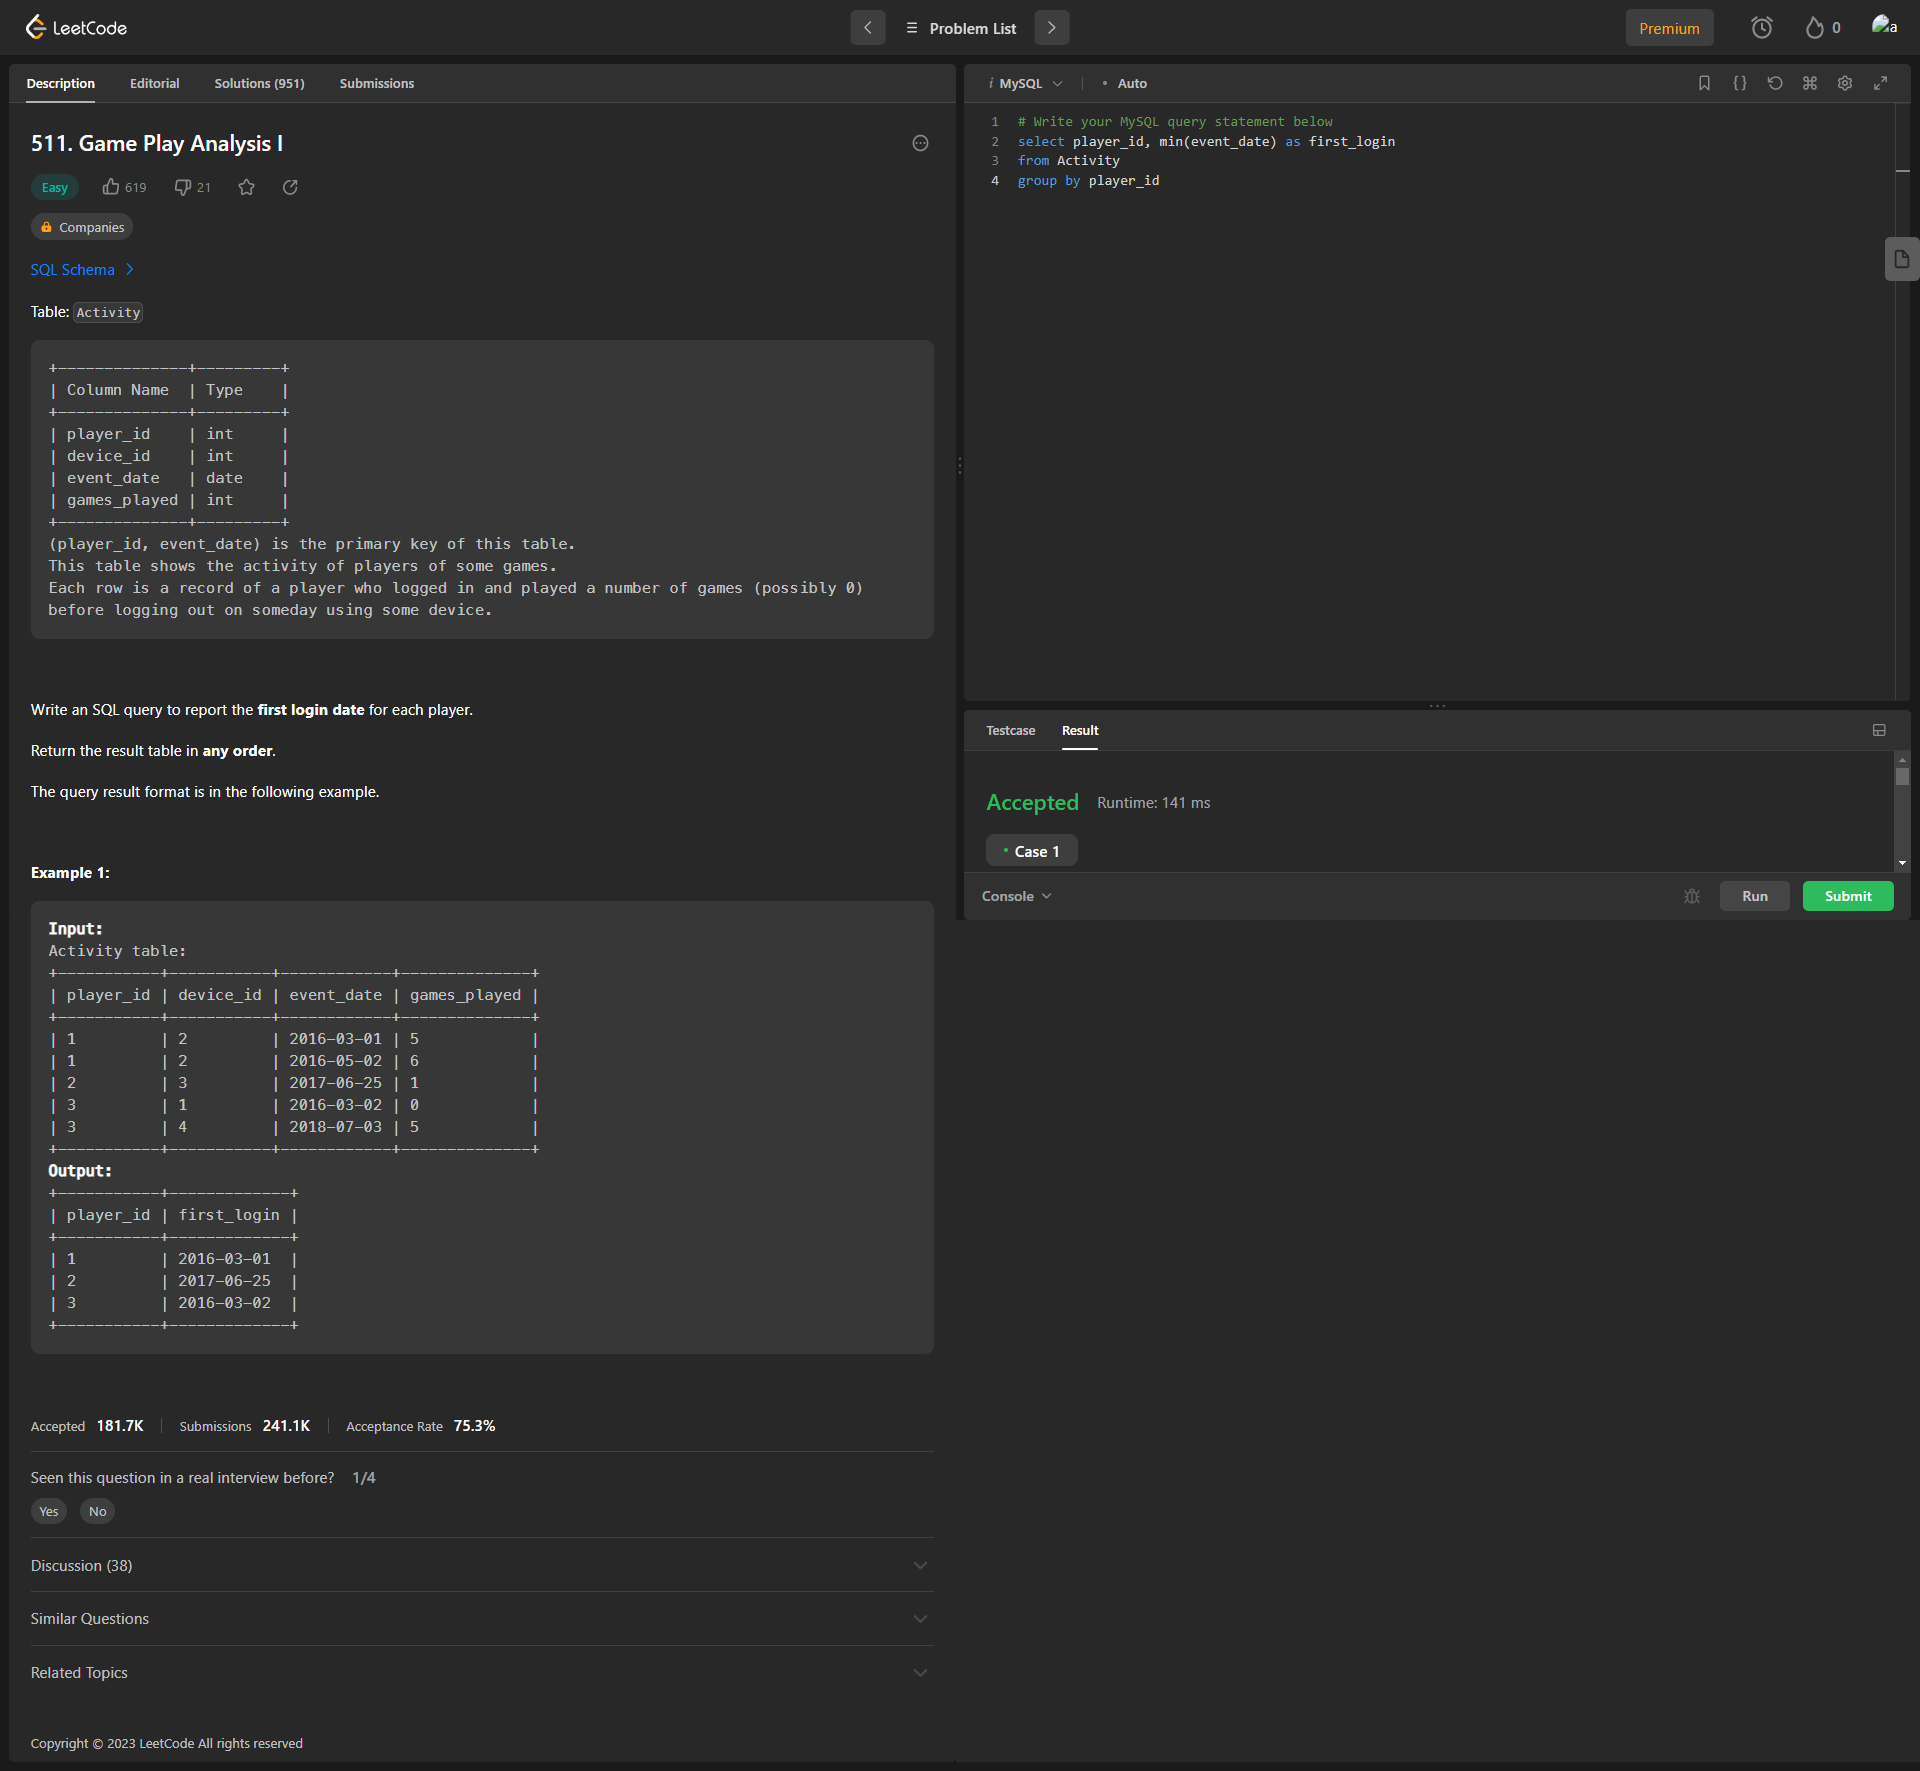 LeetCode
Problem List
Premium
0
a
Description Editorial Solutions (951) Submissions
511. Game Play Analysis I
Easy 619 21
Companies
SQL Schema
Table: Activity
+--------------+---------+
| Column Name  | Type    |
+--------------+---------+
| player_id    | int     |
| device_id    | int     |
| event_date   | date    |
| games_played | int     |
+--------------+---------+
(player_id, event_date) is the primary key of this table.
This table shows the activity of players of some games.
Each row is a record of a player who logged in and played a number of games (possibly 0)
before logging out on someday using some device.
Write an SQL query to report the first login date for each player.
Return the result table in any order.
The query result format is in the following example.
Example 1:
Input:
Activity table:
+-----------+-----------+------------+--------------+
| player_id | device_id | event_date | games_played |
+-----------+-----------+------------+--------------+
| 1         | 2         | 2016-03-01 | 5            |
| 1         | 2         | 2016-05-02 | 6            |
| 2         | 3         | 2017-06-25 | 1            |
| 3         | 1         | 2016-03-02 | 0            |
| 3         | 4         | 2018-07-03 | 5            |
+-----------+-----------+------------+--------------+
Output:
+-----------+-------------+
| player_id | first_login |
+-----------+-------------+
| 1         | 2016-03-01  |
| 2         | 2017-06-25  |
| 3         | 2016-03-02  |
+-----------+-------------+
Accepted 181.7K Submissions 241.1K Acceptance Rate 75.3%
Seen this question in a real interview before? 1/4
Yes No
Discussion (38)
Similar Questions
Related Topics
Copyright © 2023 LeetCode All rights reserved
i MySQL • Auto
1 # Write your MySQL query statement below
2 select player_id, min(event_date) as first_login
3 from Activity
4 group by player_id
Testcase Result
Accepted Runtime: 141 ms
• Case 1
Console Run Submit